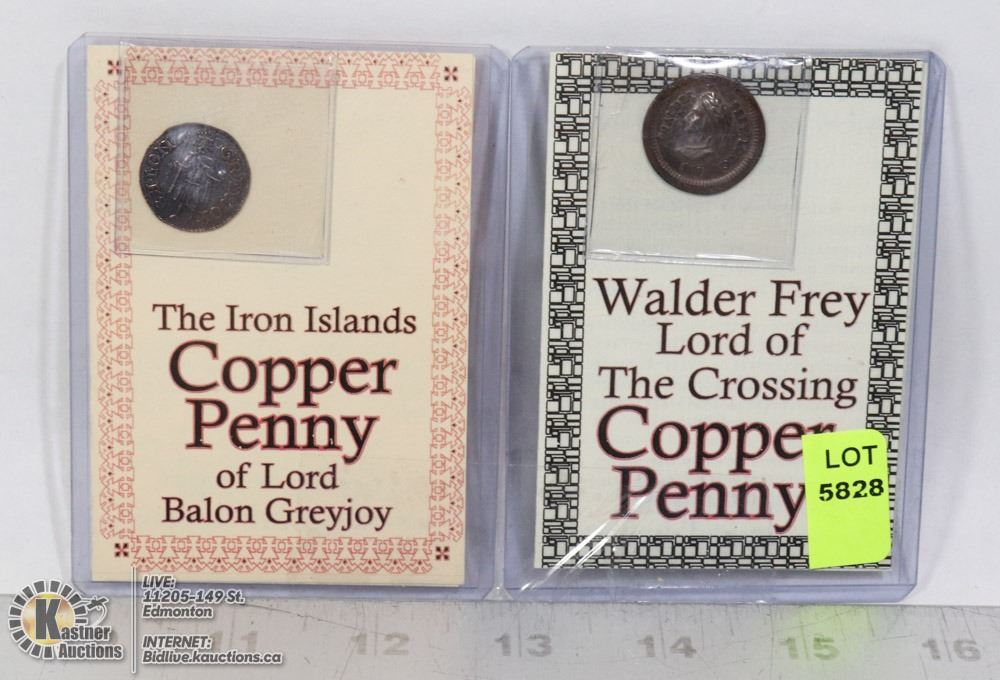 The Iron Islands
Copper
Penny
of Lord
Balon Greyjoy
Walder Frey
Lord of
The Crossing
Copper
Penny
LOT
5828
Kastner
Auctions
LIVE:
11205-149 St.
Edmonton
INTERNET:
Bidlive.kauctions.ca
11 12 13 14 15 16